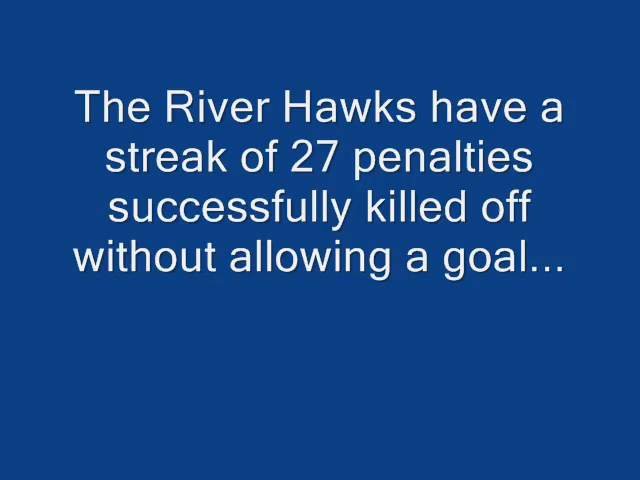 The River Hawks have a
streak of 27 penalties
successfully killed off
without allowing a goal...